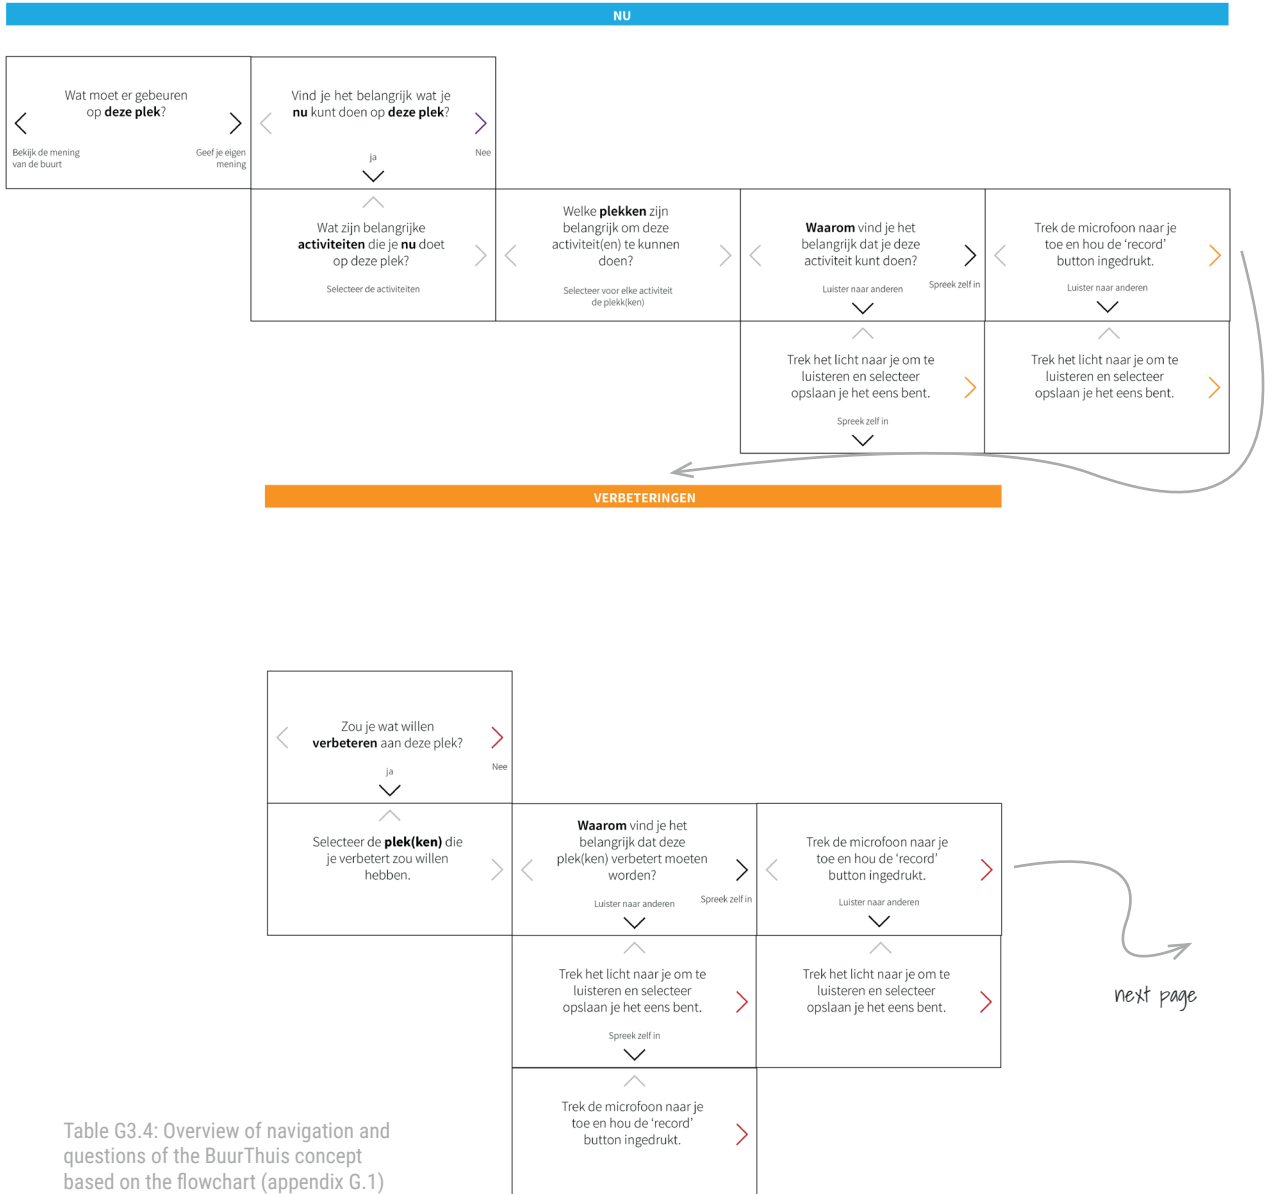 NU
Wat moet er gebeuren
op deze plek?
Bekijk de mening
van de buurt
Geef je eigen
mening
Vind je het belangrijk wat je
nu kunt doen op deze plek?
ja
Nee
Wat zijn belangrijke
activiteiten die je nu doet
op deze plek?
Selecteer de activiteiten
Welke plekken zijn
belangrijk om deze
activiteit(en) te kunnen
doen?
Selecteer voor elke activiteit
de plekk(ken)
Waarom vind je het
belangrijk dat je deze
activiteit kunt doen?
Luister naar anderen
Spreek zelf in
Trek de microfoon naar je
toe en hou de 'record'
button ingedrukt.
Luister naar anderen
Trek het licht naar je om te
luisteren en selecteer
opslaan je het eens bent.
Spreek zelf in
Trek het licht naar je om te
luisteren en selecteer
opslaan je het eens bent.
VERBETERINGEN
Zou je wat willen
verbeteren aan deze plek?
ja
Nee
Selecteer de plek(ken) die
je verbetert zou willen
hebben.
Waarom vind je het
belangrijk dat deze
plek(ken) verbetert moeten
worden?
Luister naar anderen
Spreek zelf in
Trek de microfoon naar je
toe en hou de 'record'
button ingedrukt.
Luister naar anderen
Trek het licht naar je om te
luisteren en selecteer
opslaan je het eens bent.
Spreek zelf in
Trek het licht naar je om te
luisteren en selecteer
opslaan je het eens bent.
next page
Trek de microfoon naar je
toe en hou de 'record'
button ingedrukt.
Table G3.4: Overview of navigation and
questions of the BuurThuis concept
based on the flowchart (appendix G.1)